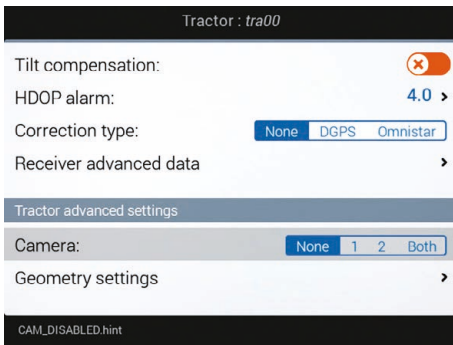 Tractor : tra00
Tilt compensation:
HDOP alarm: 4.0 >
Correction type: None DGPS Omnistar
Receiver advanced data >
Tractor advanced settings
Camera: None 1 2 Both
Geometry settings >
CAM_DISABLED.hint